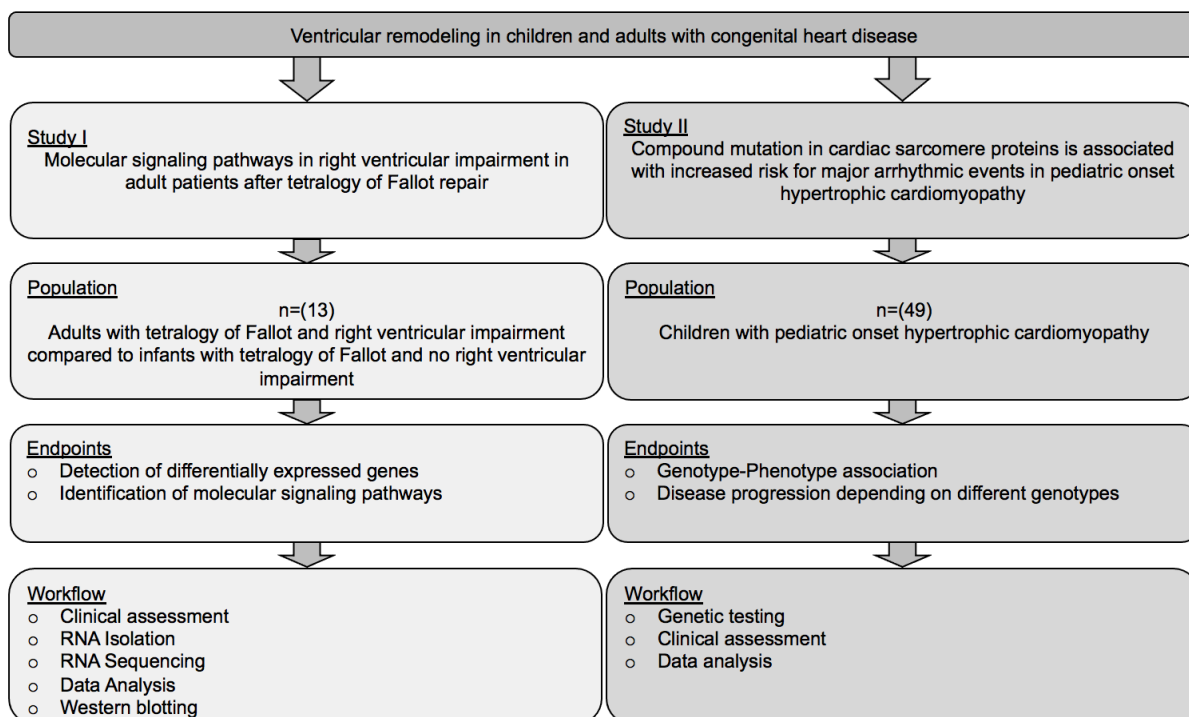 Ventricular remodeling in children and adults with congenital heart disease
Study I
Molecular signaling pathways in right ventricular impairment in
adult patients after tetralogy of Fallot repair
Study II
Compound mutation in cardiac sarcomere proteins is associated
with increased risk for major arrhythmic events in pediatric onset
hypertrophic cardiomyopathy
Population
n=(13)
Adults with tetralogy of Fallot and right ventricular impairment
compared to infants with tetralogy of Fallot and no right ventricular
impairment
Population
n=(49)
Children with pediatric onset hypertrophic cardiomyopathy
Endpoints
o Detection of differentially expressed genes
o Identification of molecular signaling pathways
Endpoints
o Genotype-Phenotype association
o Disease progression depending on different genotypes
Workflow
o Clinical assessment
o RNA Isolation
o RNA Sequencing
o Data Analysis
o Western blotting
Workflow
o Genetic testing
o Clinical assessment
o Data analysis